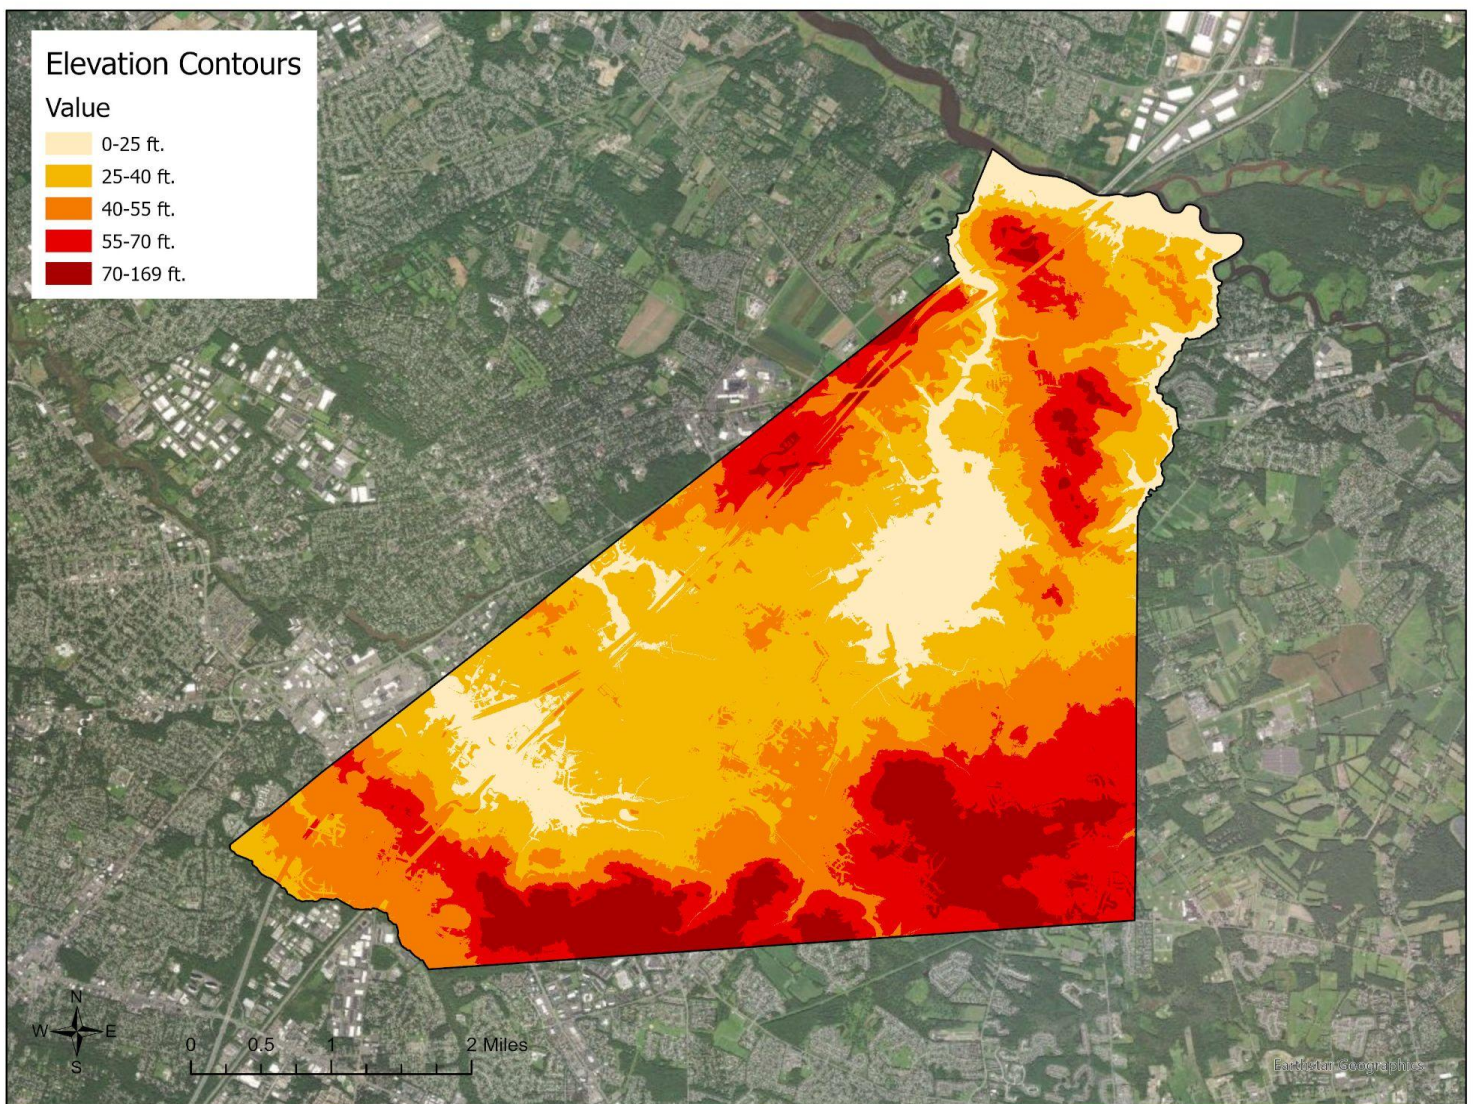 Elevation Contours
Value
0-25 ft.
25-40 ft.
40-55 ft.
55-70 ft.
70-169 ft.
N
W E
S
0 0.5 1 2 Miles
Earthstar Geographics